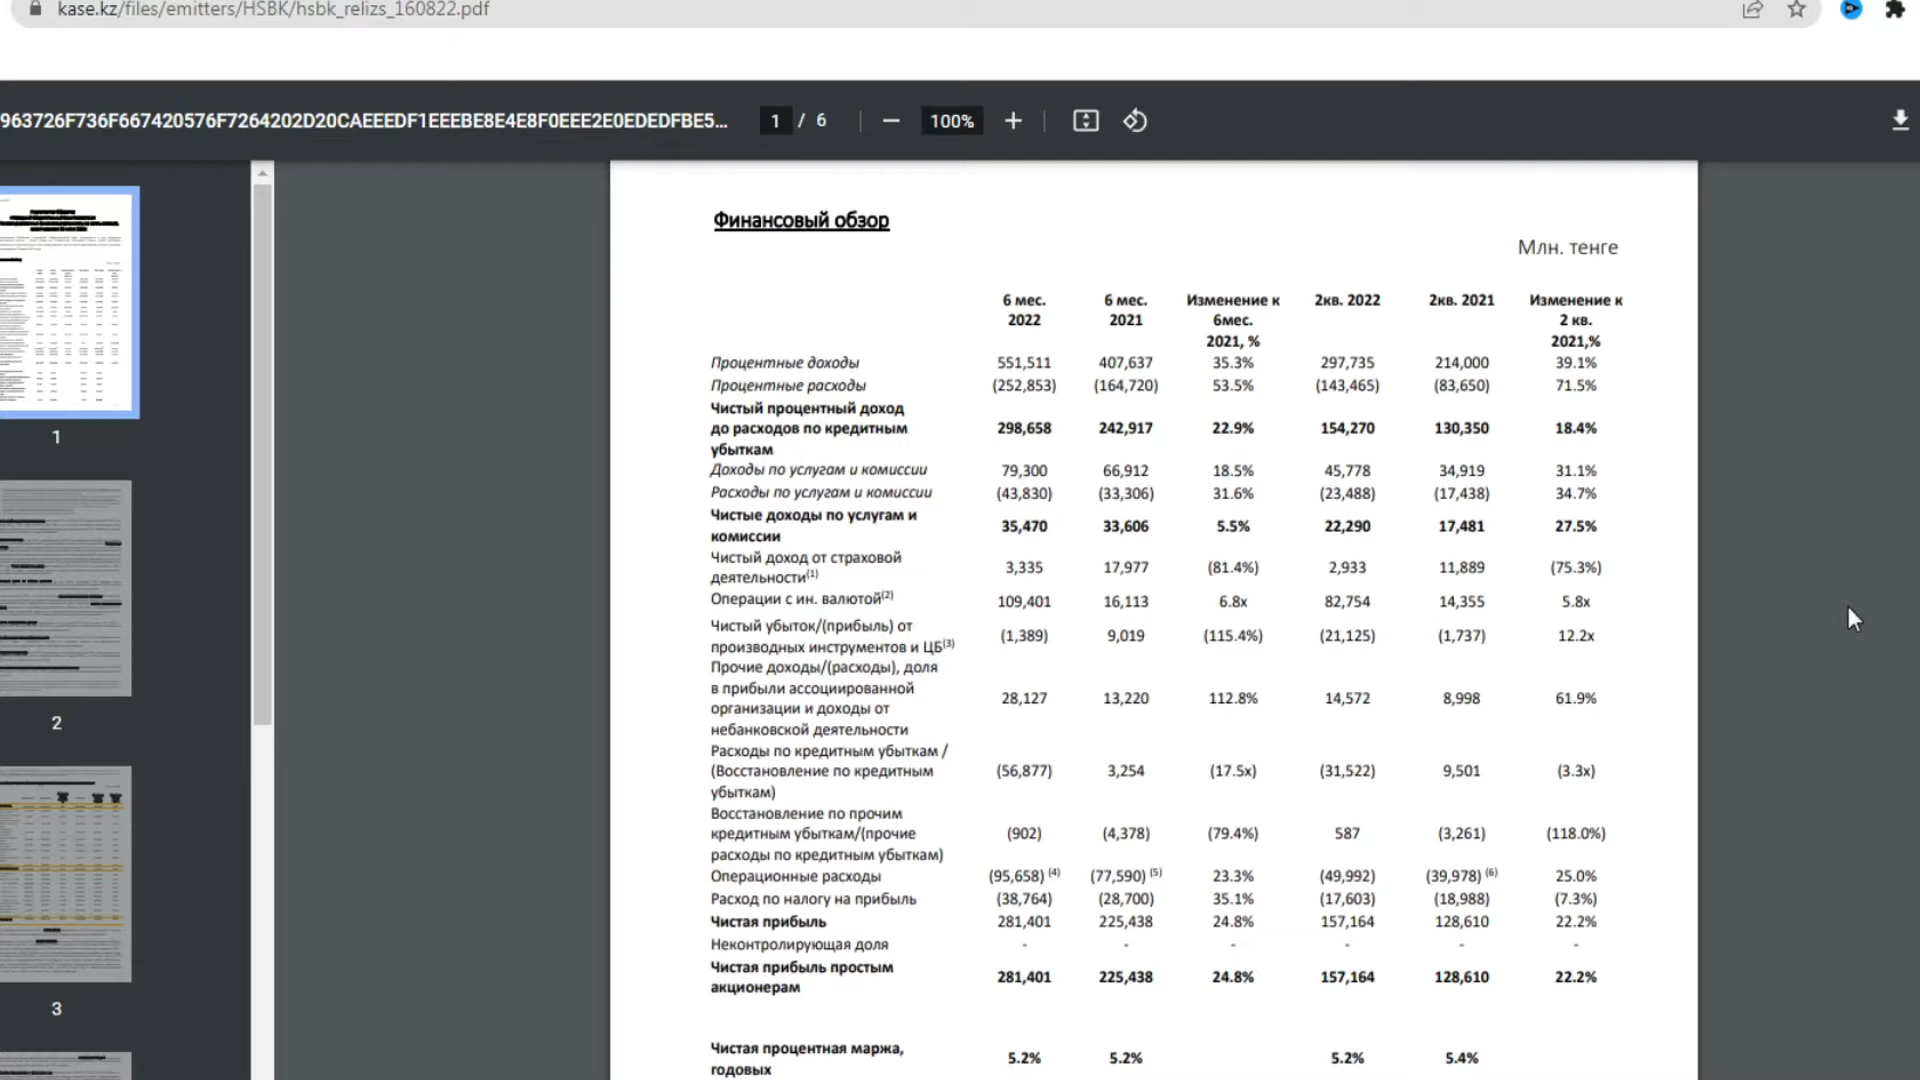 kase.kz/files/emitters/HSBK/hsbk_relizs_160822.pdf
963726F736F667420576F7264202D20CAEEEDF1EEEBE8E4E8F0EEE2E0EDEDFBE5... 1 / 6 − 100% +
Финансовый обзор
Млн. тенге
6 мес. 2022 6 мес. 2021 Изменение к 6мес. 2021, % 2кв. 2022 2кв. 2021 Изменение к 2 кв. 2021,%
Процентные доходы 551,511 407,637 35.3% 297,735 214,000 39.1%
Процентные расходы (252,853) (164,720) 53.5% (143,465) (83,650) 71.5%
Чистый процентный доход
до расходов по кредитным 298,658 242,917 22.9% 154,270 130,350 18.4%
убыткам
Доходы по услугам и комиссии 79,300 66,912 18.5% 45,778 34,919 31.1%
Расходы по услугам и комиссии (43,830) (33,306) 31.6% (23,488) (17,438) 34.7%
Чистые доходы по услугам и
комиссии 35,470 33,606 5.5% 22,290 17,481 27.5%
Чистый доход от страховой
деятельности(1) 3,335 17,977 (81.4%) 2,933 11,889 (75.3%)
Операции с ин. валютой(2) 109,401 16,113 6.8x 82,754 14,355 5.8x
Чистый убыток/(прибыль) от
производных инструментов и ЦБ(3) (1,389) 9,019 (115.4%) (21,125) (1,737) 12.2x
Прочие доходы/(расходы), доля
в прибыли ассоциированной 28,127 13,220 112.8% 14,572 8,998 61.9%
организации и доходы от
небанковской деятельности
Расходы по кредитным убыткам /
(Восстановление по кредитным (56,877) 3,254 (17.5x) (31,522) 9,501 (3.3x)
убыткам)
Восстановление по прочим
кредитным убыткам/(прочие (902) (4,378) (79.4%) 587 (3,261) (118.0%)
расходы по кредитным убыткам)
Операционные расходы (95,658) (4) (77,590) (5) 23.3% (49,992) (39,978) (6) 25.0%
Расход по налогу на прибыль (38,764) (28,700) 35.1% (17,603) (18,988) (7.3%)
Чистая прибыль 281,401 225,438 24.8% 157,164 128,610 22.2%
Неконтролирующая доля - - - - - -
Чистая прибыль простым
акционерам 281,401 225,438 24.8% 157,164 128,610 22.2%
Чистая процентная маржа,
годовых 5.2% 5.2% 5.2% 5.4%
1
2
3